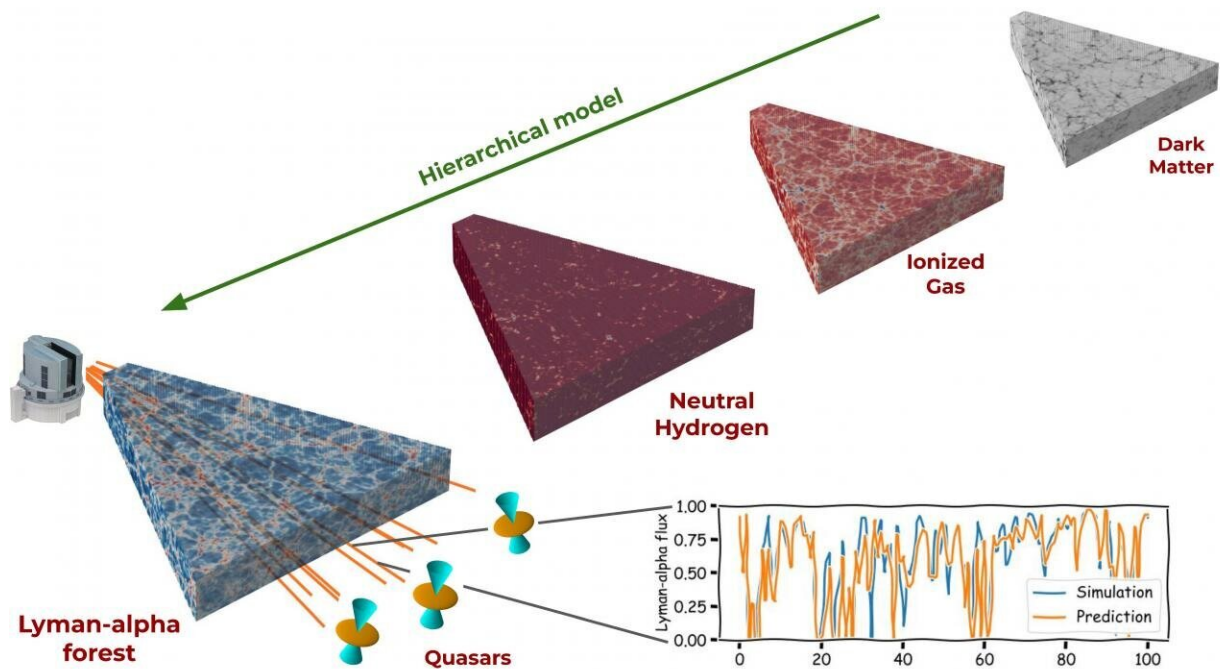 Hierarchical model
Dark
Matter
Ionized
Gas
Neutral
Hydrogen
Lyman-alpha
forest
Quasars
Lyman-alpha flux
1.00
0.75
0.50
0.25
0.00
Simulation
Prediction
0 20 40 60 80 100